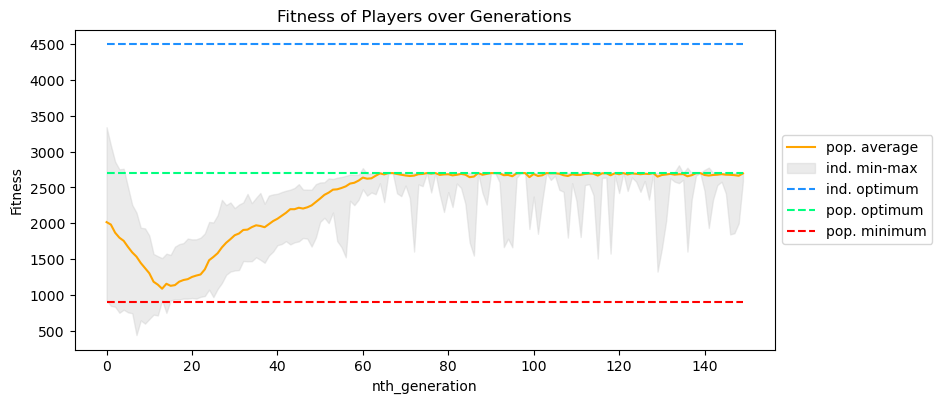 Fitness of Players over Generations
4500
4000
3500
3000
2500
2000
1500
1000
500
Fitness
0
20
40
60
80
100
120
140
nth_generation
pop. average
ind. min-max
ind. optimum
pop. optimum
pop. minimum